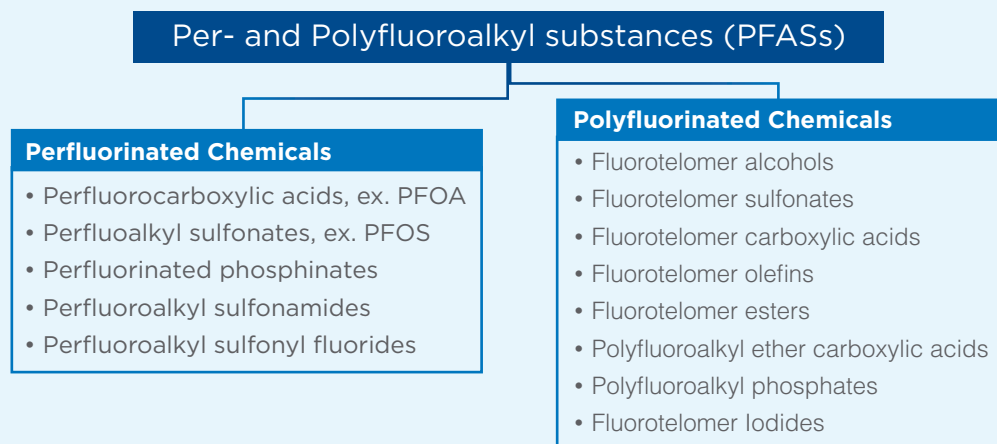 Per- and Polyfluoroalkyl substances (PFASs)
Perfluorinated Chemicals
• Perfluorocarboxylic acids, ex. PFOA
• Perfluoalkyl sulfonates, ex. PFOS
• Perfluorinated phosphinates
• Perfluoroalkyl sulfonamides
• Perfluoroalkyl sulfonyl fluorides
Polyfluorinated Chemicals
• Fluorotelomer alcohols
• Fluorotelomer sulfonates
• Fluorotelomer carboxylic acids
• Fluorotelomer olefins
• Fluorotelomer esters
• Polyfluoroalkyl ether carboxylic acids
• Polyfluoroalkyl phosphates
• Fluorotelomer Iodides